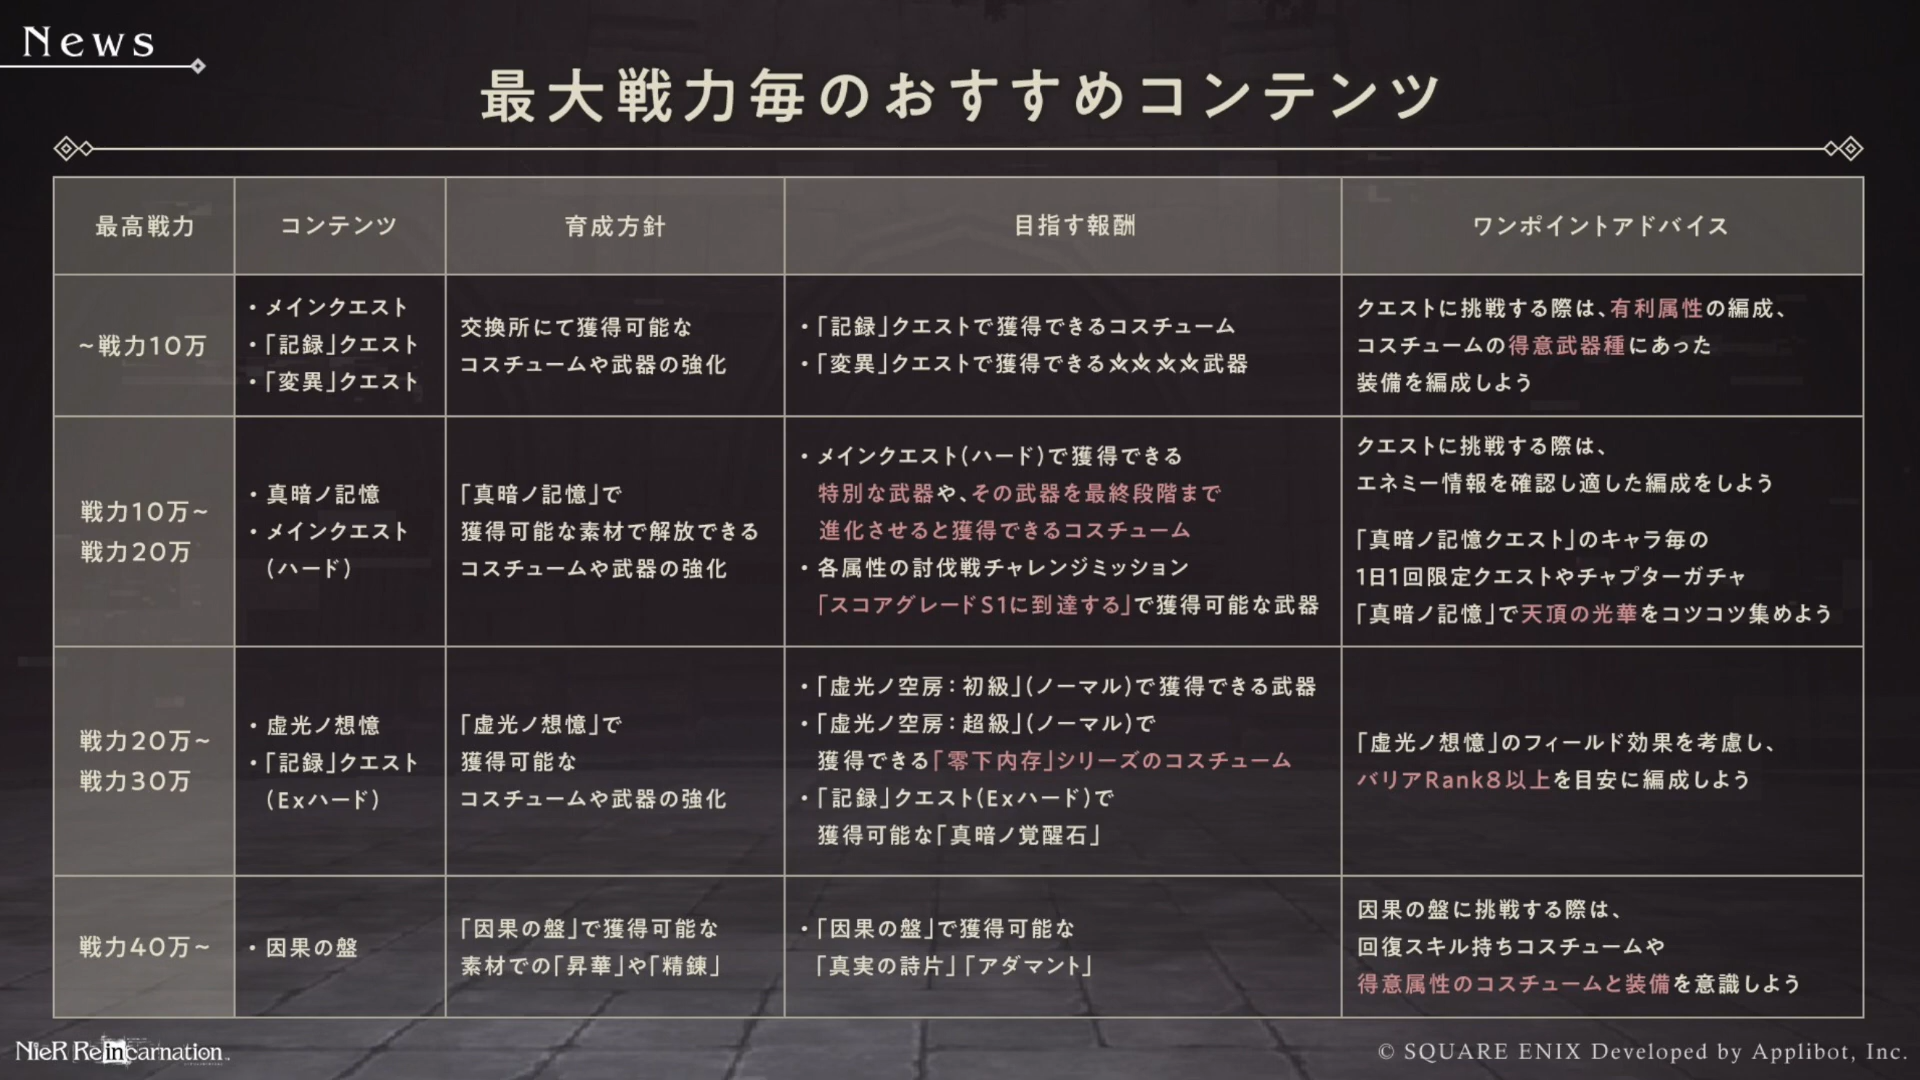 News
最大戦力毎のおすすめコンテンツ
最高戦力
コンテンツ
育成方針
目指す報酬
ワンポイントアドバイス
~戦力10万
・メインクエスト
・「記録」クエスト
・「変異」クエスト
交換所にて獲得可能な
コスチュームや武器の強化
・「記録」クエストで獲得できるコスチューム
・「変異」クエストで獲得できる★★★★武器
クエストに挑戦する際は、有利属性の編成、
コスチュームの得意武器種にあった
装備を編成しよう
戦力10万~
戦力20万
・真暗ノ記憶
・メインクエスト
(ハード)
「真暗ノ記憶」で
獲得可能な素材で解放できる
コスチュームや武器の強化
・メインクエスト(ハード)で獲得できる
特別な武器や、その武器を最終段階まで
進化させると獲得できるコスチューム
・各属性の討伐戦チャレンジミッション
「スコアグレードS1に到達する」で獲得可能な武器
クエストに挑戦する際は、
エネミー情報を確認し適した編成をしよう
「真暗ノ記憶クエスト」のキャラ毎の
1日1回限定クエストやチャプターガチャ
「真暗ノ記憶」で天頂の光華をコツコツ集めよう
戦力20万~
戦力30万
・虚光ノ想憶
・「記録」クエスト
(Exハード)
「虚光ノ想憶」で
獲得可能な
コスチュームや武器の強化
・「虚光ノ空房：初級」(ノーマル)で獲得できる武器
・「虚光ノ空房：超級」(ノーマル)で
獲得できる「零下内存」シリーズのコスチューム
・「記録」クエスト(Exハード)で
獲得可能な「真暗ノ覚醒石」
「虚光ノ想憶」のフィールド効果を考慮し、
バリアRank8以上を目安に編成しよう
戦力40万~
・因果の盤
「因果の盤」で獲得可能な
素材での「昇華」や「精錬」
・「因果の盤」で獲得可能な
「真実の詩片」「アダマント」
因果の盤に挑戦する際は、
回復スキル持ちコスチュームや
得意属性のコスチュームと装備を意識しよう
NieR Reincarnation
© SQUARE ENIX Developed by Applibot, Inc.